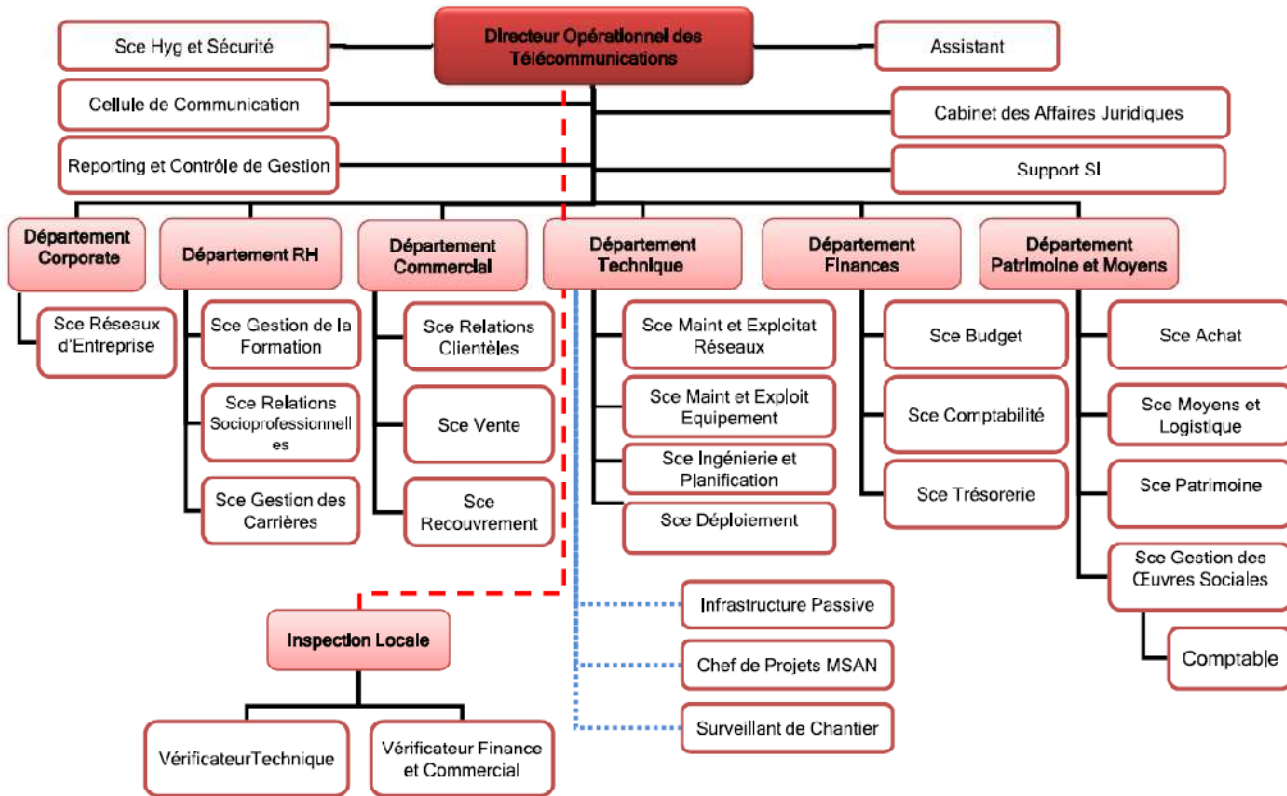 Sce Hyg et Sécurité
Directeur Opérationnel des
Télécommunications
Assistant
Cellule de Communication
Cabinet des Affaires Juridiques
Reporting et Contrôle de Gestion
Support SI
Département
Corporate
Département RH
Département
Commercial
Département
Technique
Département
Finances
Département
Patrimoine et Moyens
Sce Réseaux
d'Entreprise
Sce Gestion de la
Formation
Sce Relations
Socioprofessionnell
es
Sce Gestion des
Carrières
Sce Relations
Clientèles
Sce Vente
Sce
Recouvrement
Sce Maint et Exploitat
Réseaux
Sce Maint et Exploit
Equipement
Sce Ingénierie et
Planification
Sce Déploiement
Sce Budget
Sce Comptabilité
Sce Trésorerie
Sce Achat
Sce Moyens et
Logistique
Sce Patrimoine
Sce Gestion des
Œuvres Sociales
Comptable
Infrastructure Passive
Chef de Projets MSAN
Surveillant de Chantier
Inspection Locale
VérificateurTechnique
Vérificateur Finance
et Commercial